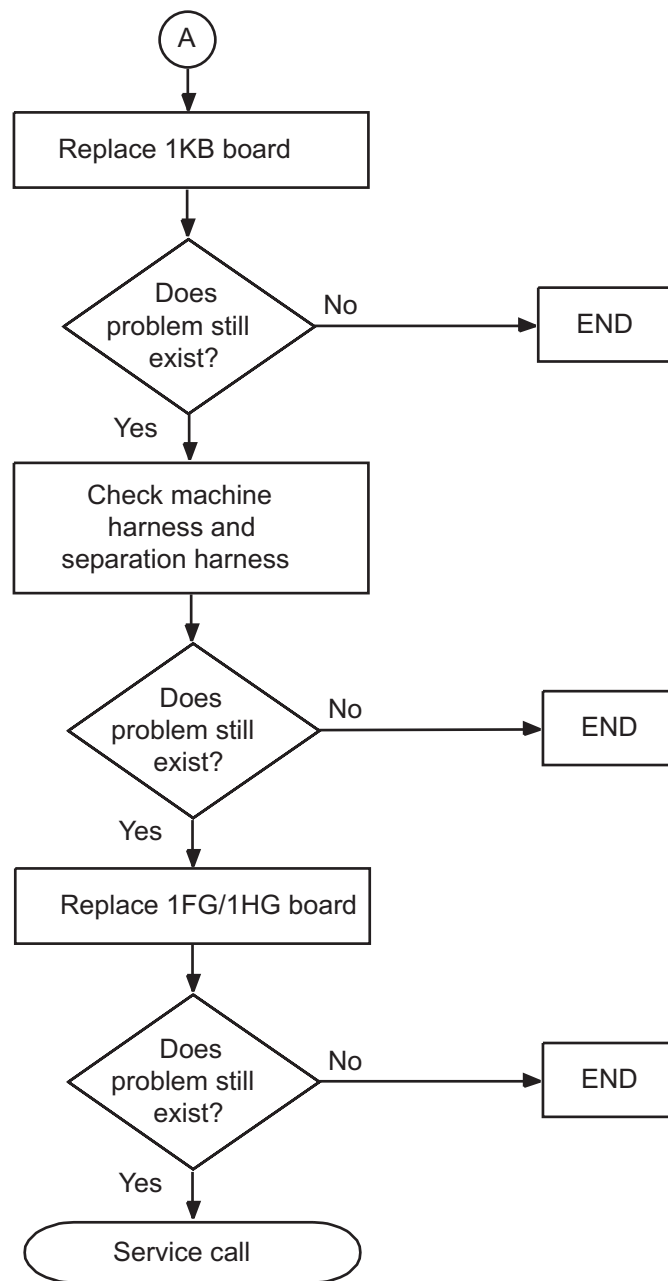 A
Replace 1KB board
Does
problem still
exist?
No
END
Yes
Check machine
harness and
separation harness
Does
problem still
exist?
No
END
Yes
Replace 1FG/1HG board
Does
problem still
exist?
No
END
Yes
Service call